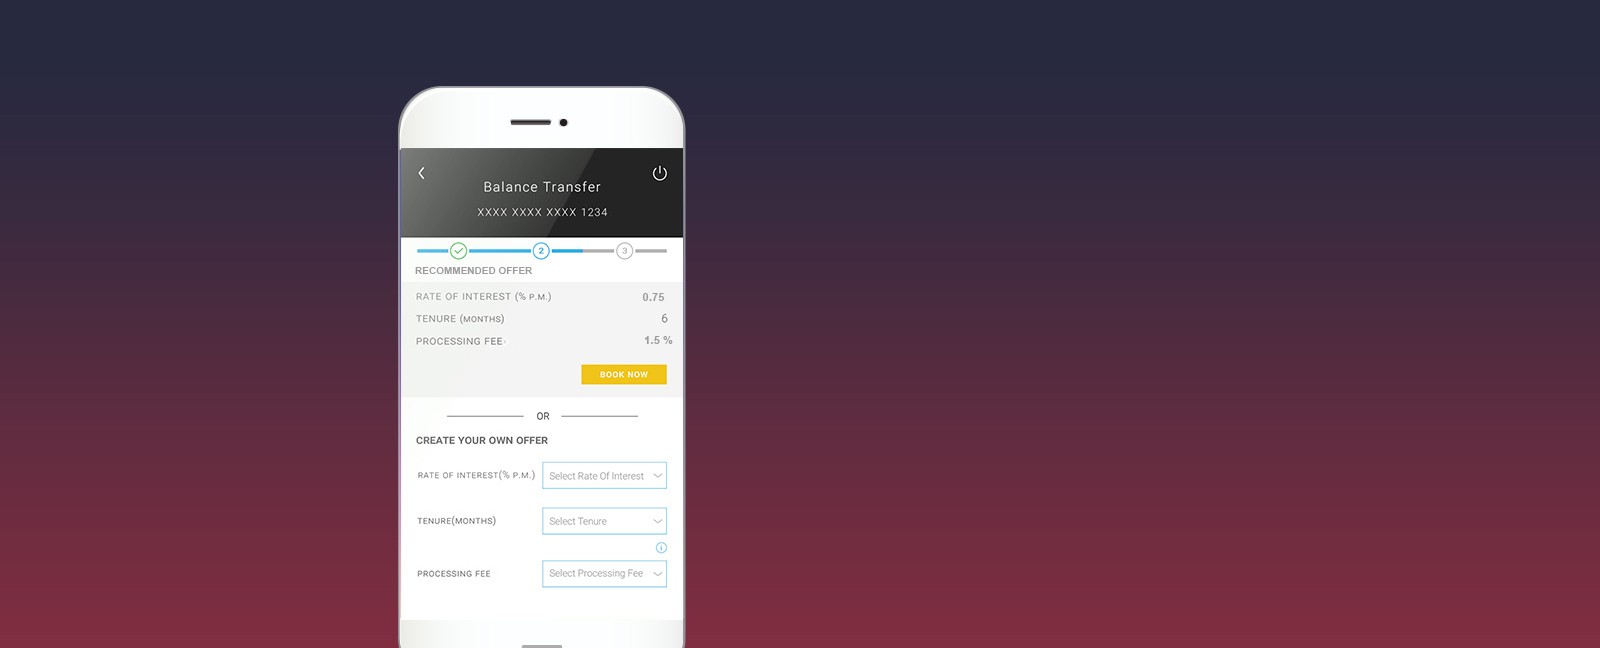 Balance Transfer
XXXX XXXX XXXX 1234
2 3
RECOMMENDED OFFER
RATE OF INTEREST (% P.M.) 0.75
TENURE (MONTHS) 6
PROCESSING FEE 1.5 %
BOOK NOW
OR
CREATE YOUR OWN OFFER
RATE OF INTEREST(% P.M.) Select Rate Of Interest
TENURE(MONTHS) Select Tenure
i
PROCESSING FEE Select Processing Fee